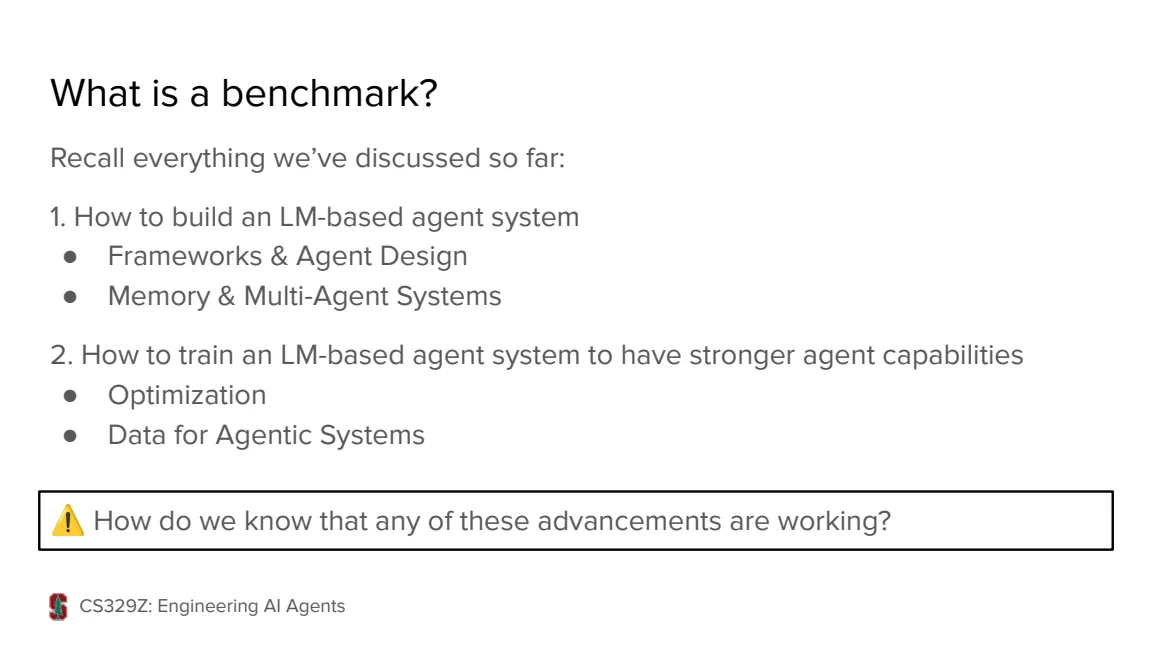 What is a benchmark?
Recall everything we’ve discussed so far:
1. How to build an LM-based agent system
● Frameworks & Agent Design
● Memory & Multi-Agent Systems
2. How to train an LM-based agent system to have stronger agent capabilities
● Optimization
● Data for Agentic Systems
⚠️ How do we know that any of these advancements are working?
CS329Z: Engineering AI Agents